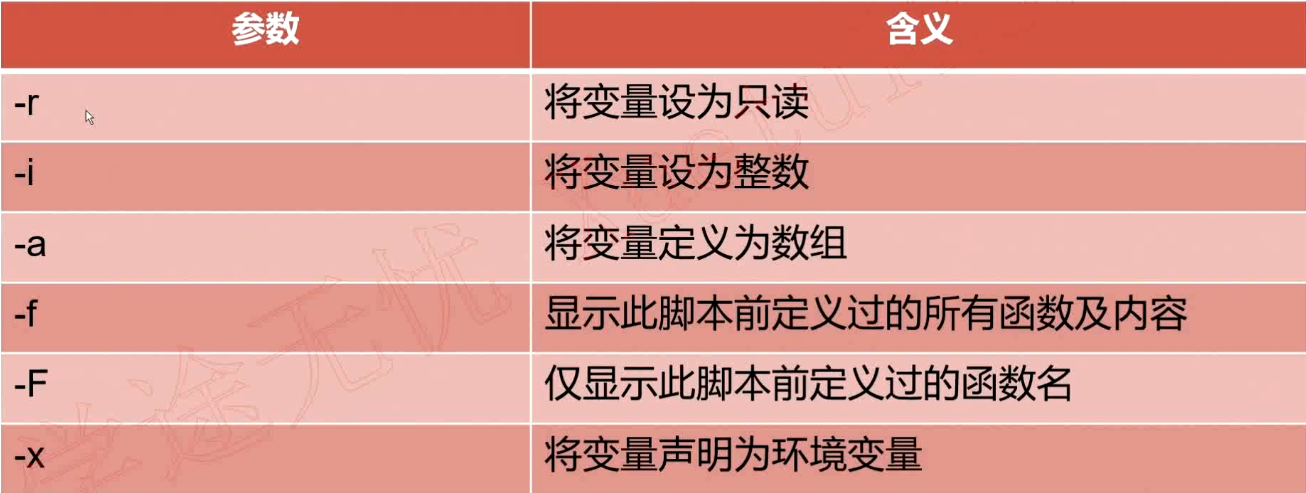 参数 含义
-r 将变量设为只读
-i 将变量设为整数
-a 将变量定义为数组
-f 显示此脚本前定义过的所有函数及内容
-F 仅显示此脚本前定义过的函数名
-x 将变量声明为环境变量
学途无忧